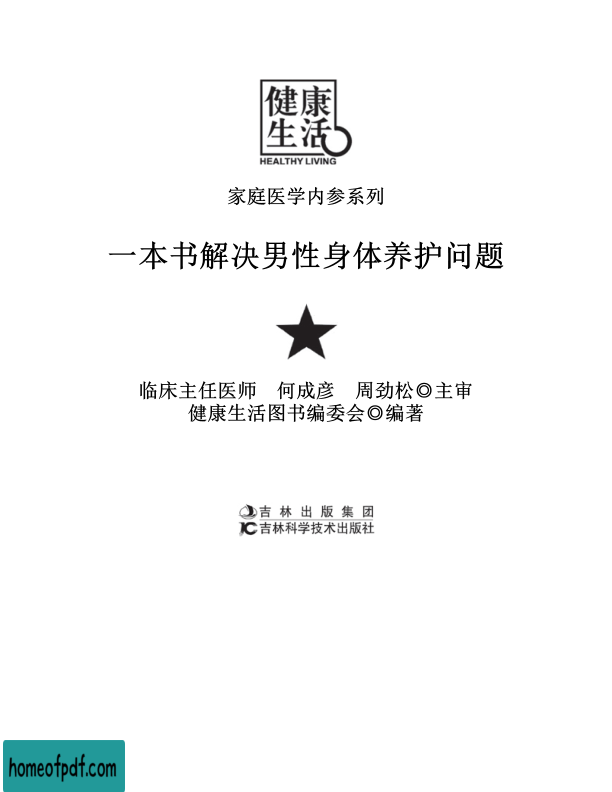 健康
生活
HEALTHY LIVING
家庭医学内参系列
一本书解决男性身体养护问题
临床主任医师　何成彦　周劲松◎主审
健康生活图书编委会◎编著
吉林出版集团
吉林科学技术出版社
homeofpdf.com